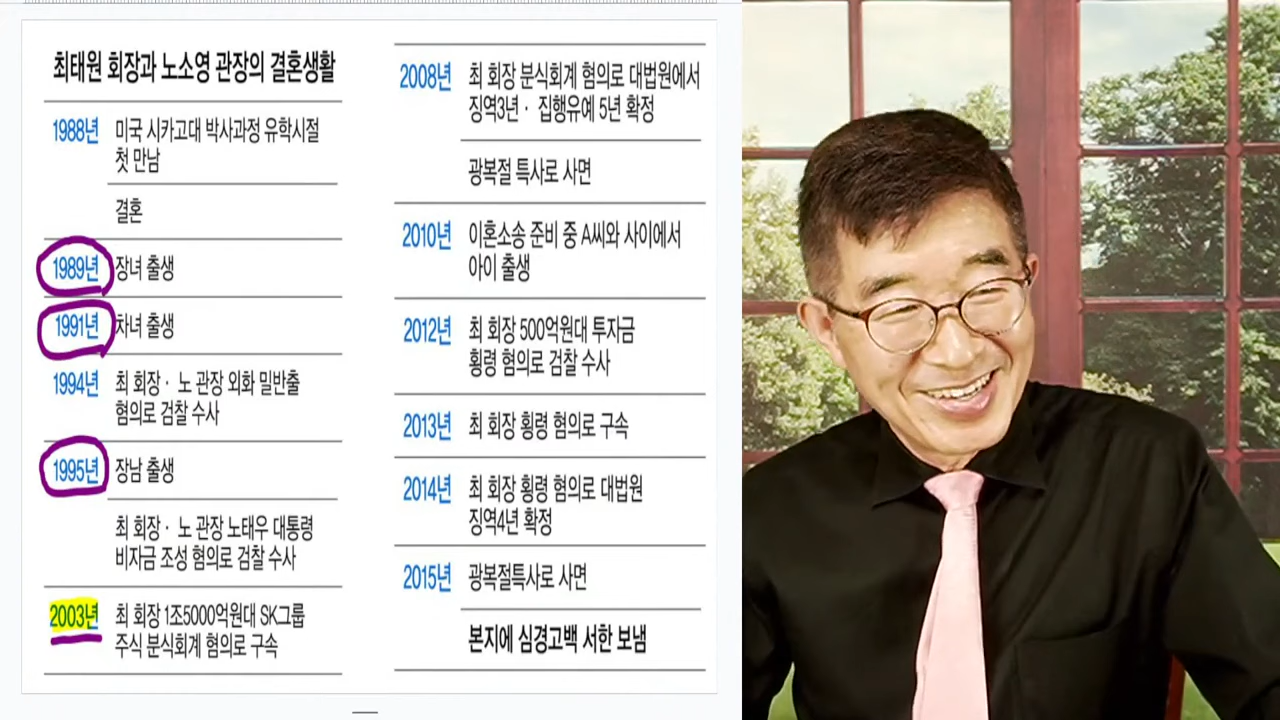 최태원 회장과 노소영 관장의 결혼생활
1988년 미국 시카고대 박사과정 유학시절
첫 만남
결혼
1989년 장녀 출생
1991년 차녀 출생
1994년 최 회장· 노 관장 외화 밀반출
혐의로 검찰 수사
1995년 장남 출생
최 회장· 노 관장 노태우 대통령
비자금 조성 혐의로 검찰 수사
2003년 최 회장 1조5000억원대 SK그룹
주식 분식회계 혐의로 구속
2008년 최 회장 분식회계 혐의로 대법원에서
징역3년· 집행유예 5년 확정
광복절 특사로 사면
2010년 이혼소송 준비 중 A씨와 사이에서
아이 출생
2012년 최 회장 500억원대 투자금
횡령 혐의로 검찰 수사
2013년 최 회장 횡령 혐의로 구속
2014년 최 회장 횡령 혐의로 대법원
징역4년 확정
2015년 광복절특사로 사면
본지에 심경고백 서한 보냄